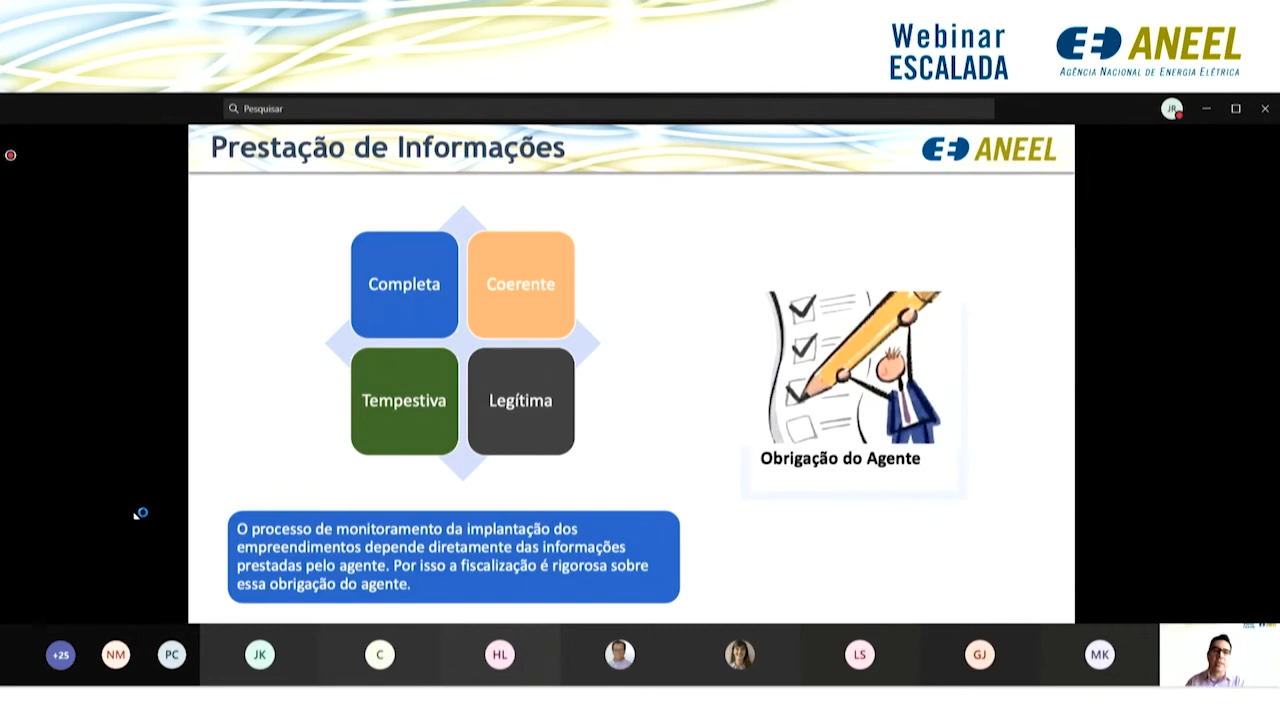 Webinar
ESCALADA
ANEEL
AGÊNCIA NACIONAL DE ENERGIA ELÉTRICA
Pesquisar
JR
Prestação de Informações
ANEEL
Completa
Coerente
Tempestiva
Legítima
Obrigação do Agente
O processo de monitoramento da implantação dos
empreendimentos depende diretamente das informações
prestadas pelo agente. Por isso a fiscalização é rigorosa sobre
essa obrigação do agente.
+25
NM
PC
JK
C
HL
LS
GJ
MK